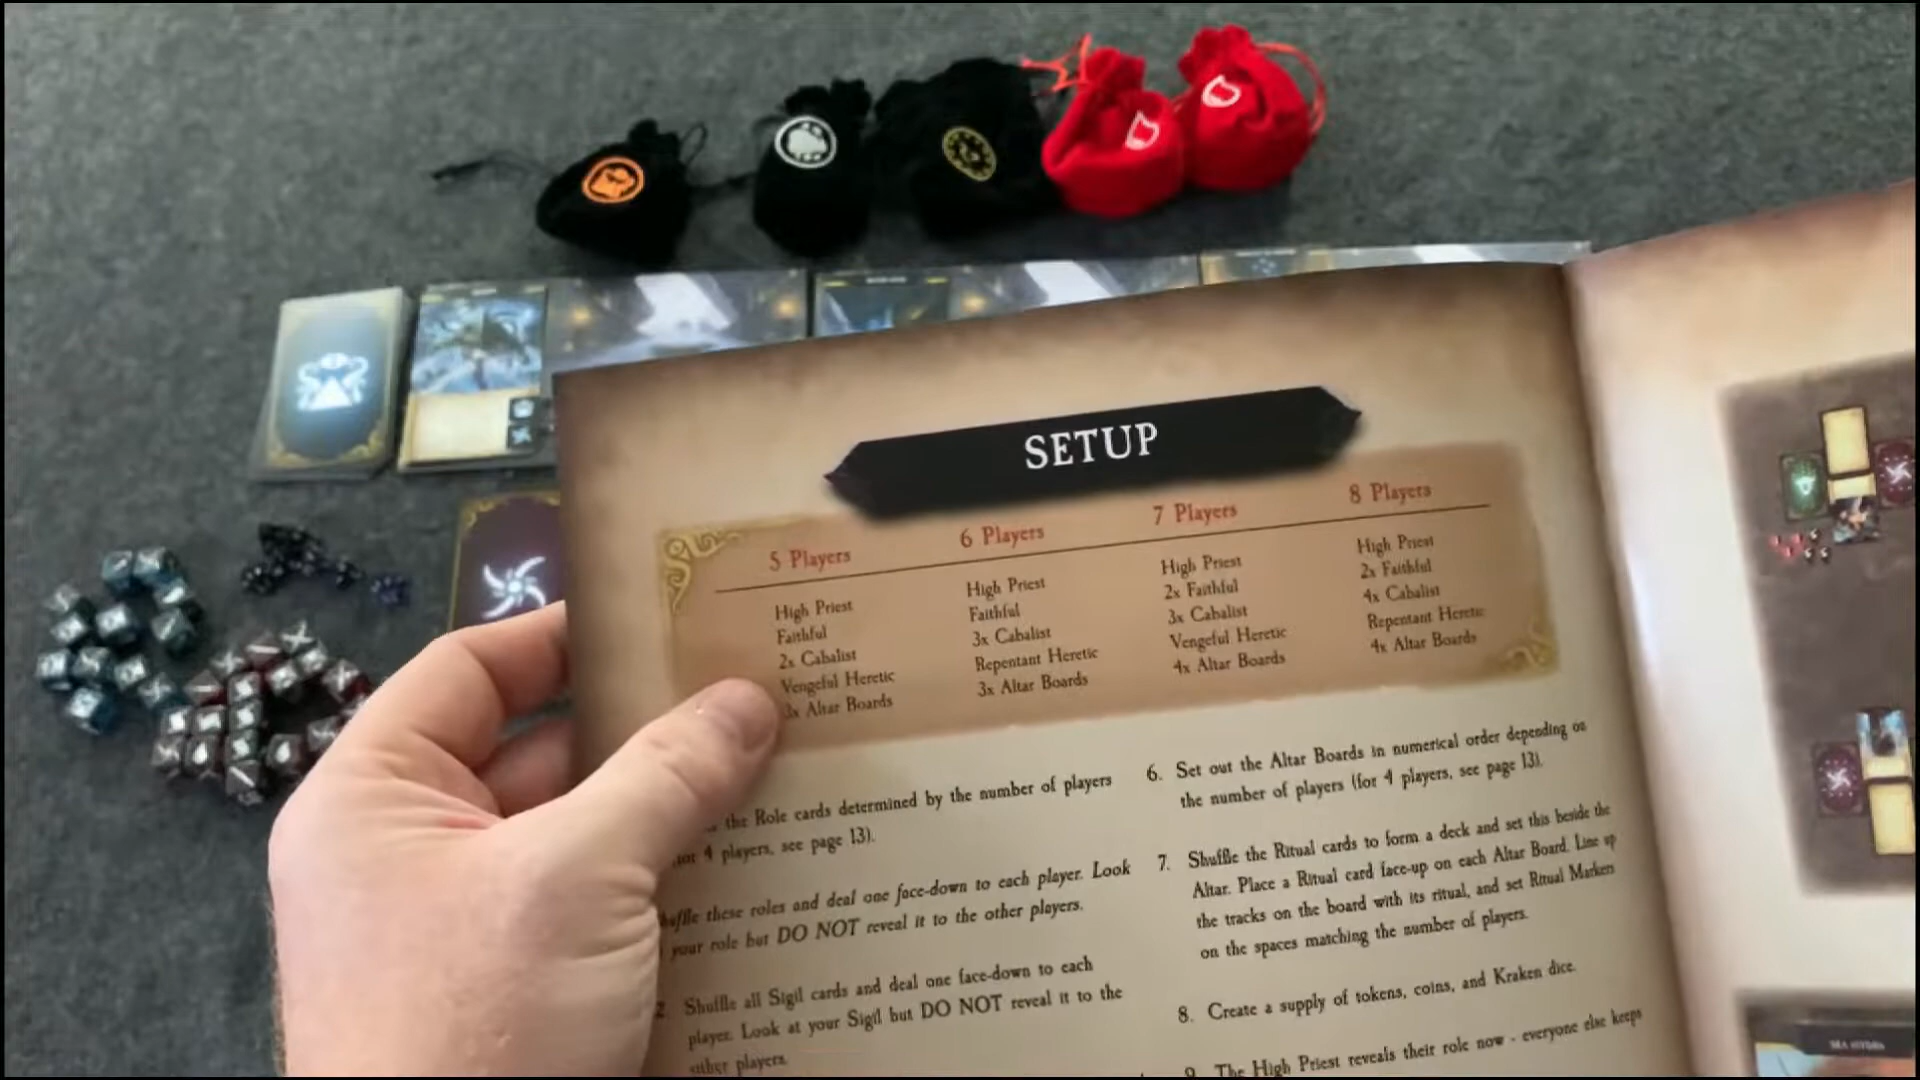 SETUP
5 Players
High Priest
Faithful
2x Cabalist
Vengeful Heretic
3x Altar Boards
6 Players
High Priest
Faithful
3x Cabalist
Repentant Heretic
3x Altar Boards
7 Players
High Priest
2x Faithful
3x Cabalist
Vengeful Heretic
4x Altar Boards
8 Players
High Priest
2x Faithful
4x Cabalist
Repentant Heretic
4x Altar Boards
the Role cards determined by the number of players
4 players, see page 13).
these roles and deal one face-down to each player. Look
your role but DO NOT reveal it to the other players.
2. Shuffle all Sigil cards and deal one face-down to each
player. Look at your Sigil but DO NOT reveal it to the
other players.
6. Set out the Altar Boards in numerical order depending on
the number of players (for 4 players, see page 13).
7. Shuffle the Ritual cards to form a deck and set this beside the
Altar. Place a Ritual card face-up on each Altar Board. Line up
the tracks on the board with its ritual, and set Ritual Markers
on the spaces matching the number of players.
8. Create a supply of tokens, coins, and Kraken dice.
9. The High Priest reveals their role now - everyone else keeps